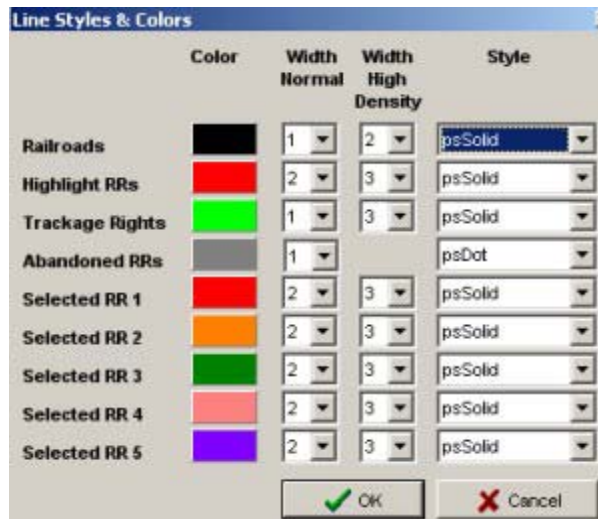 Line Styles & Colors
Color Width Normal Width High Density Style
Railroads 1 2 psSolid
Highlight RRs 2 3 psSolid
Trackage Rights 1 3 psSolid
Abandoned RRs 1 psDot
Selected RR 1 2 3 psSolid
Selected RR 2 2 3 psSolid
Selected RR 3 2 3 psSolid
Selected RR 4 2 3 psSolid
Selected RR 5 2 3 psSolid
OK Cancel